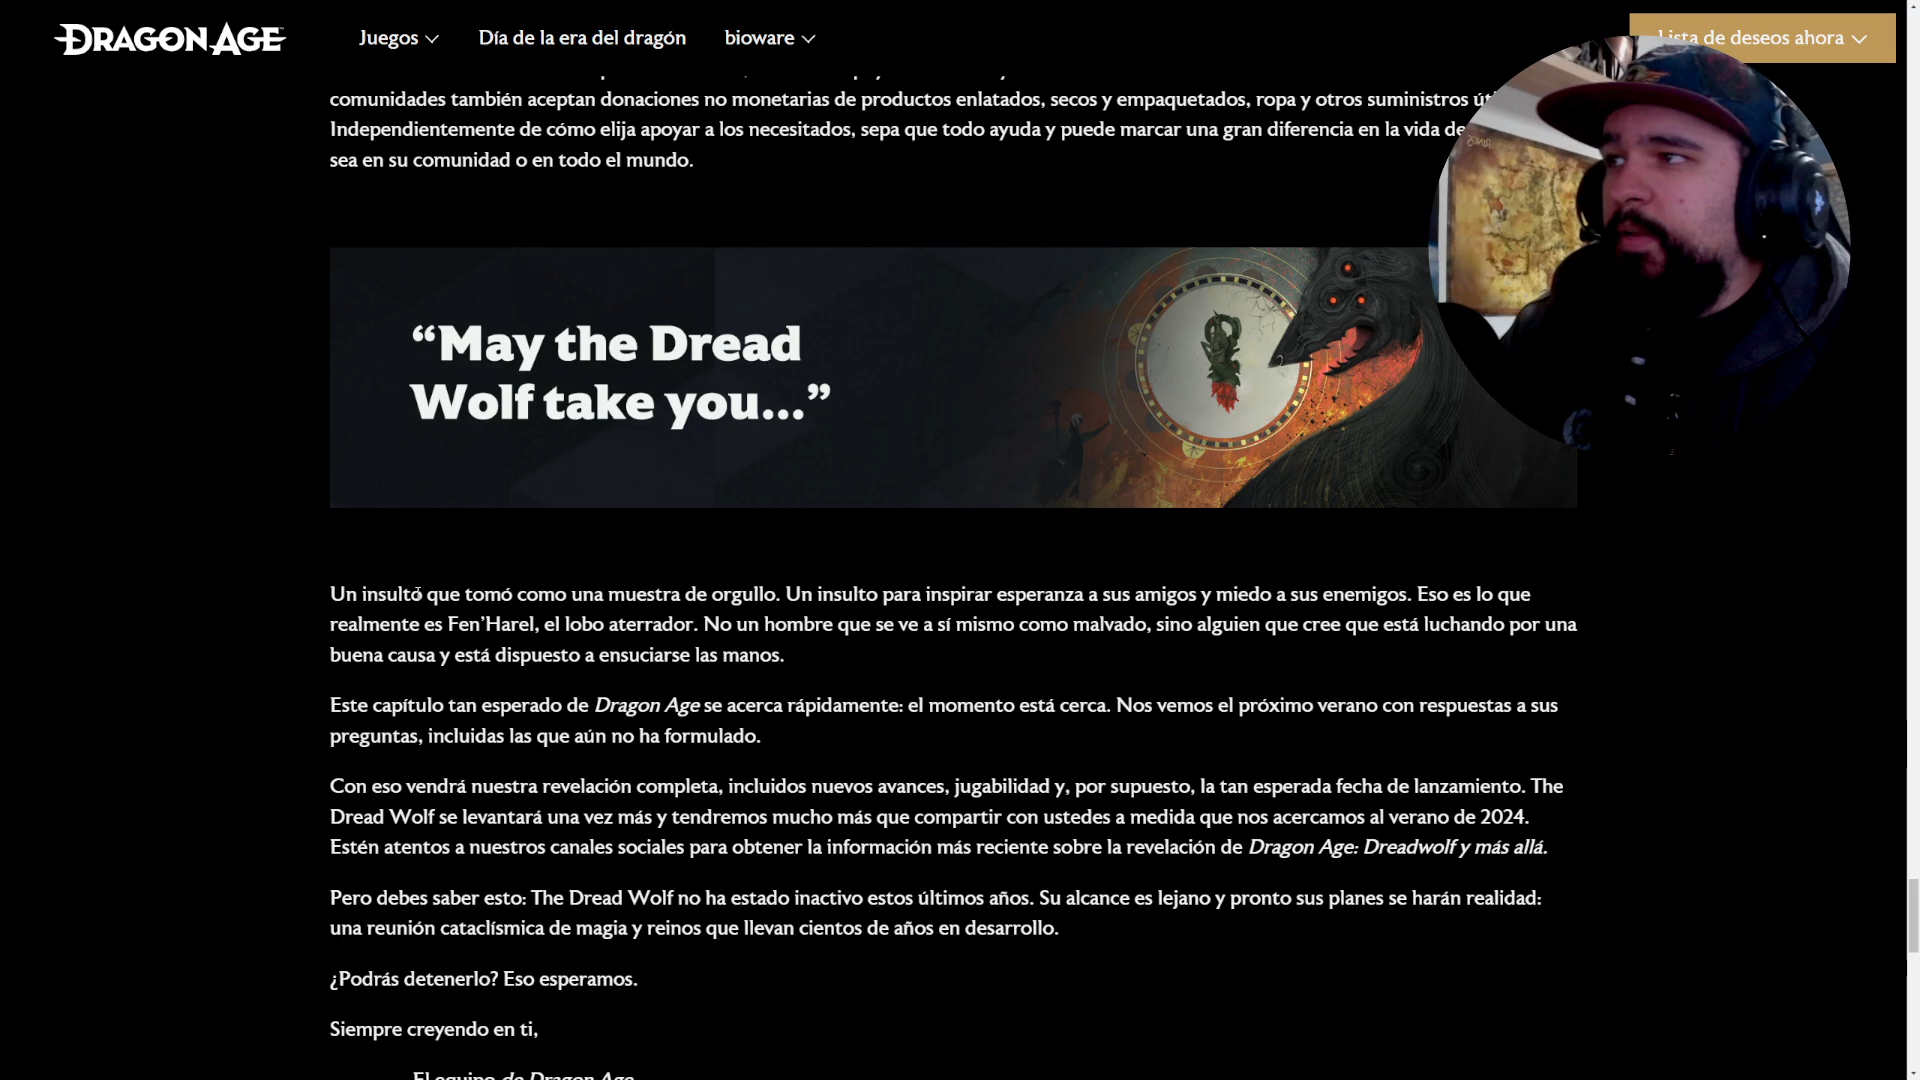 DRAGON AGE
Juegos
Día de la era del dragón
bioware
Lista de deseos ahora
comunidades también aceptan donaciones no monetarias de productos enlatados, secos y empaquetados, ropa y otros suministros
Independientemente de cómo elija apoyar a los necesitados, sepa que todo ayuda y puede marcar una gran diferencia en la vida de
sea en su comunidad o en todo el mundo.
“May the Dread
Wolf take you...”
Un insulto que tomó como una muestra de orgullo. Un insulto para inspirar esperanza a sus amigos y miedo a sus enemigos. Eso es lo que
realmente es Fen’Harel, el lobo aterrador. No un hombre que se ve a sí mismo como malvado, sino alguien que cree que está luchando por una
buena causa y está dispuesto a ensuciarse las manos.
Este capítulo tan esperado de Dragon Age se acerca rápidamente: el momento está cerca. Nos vemos el próximo verano con respuestas a sus
preguntas, incluidas las que aún no ha formulado.
Con eso vendrá nuestra revelación completa, incluidos nuevos avances, jugabilidad y, por supuesto, la tan esperada fecha de lanzamiento. The
Dread Wolf se levantará una vez más y tendremos mucho más que compartir con ustedes a medida que nos acercamos al verano de 2024.
Estén atentos a nuestros canales sociales para obtener la información más reciente sobre la revelación de Dragon Age: Dreadwolf y más allá.
Pero debes saber esto: The Dread Wolf no ha estado inactivo estos últimos años. Su alcance es lejano y pronto sus planes se harán realidad:
una reunión cataclísmica de magia y reinos que llevan cientos de años en desarrollo.
¿Podrás detenerlo? Eso esperamos.
Siempre creyendo en ti,
El equipo de Dragon Age